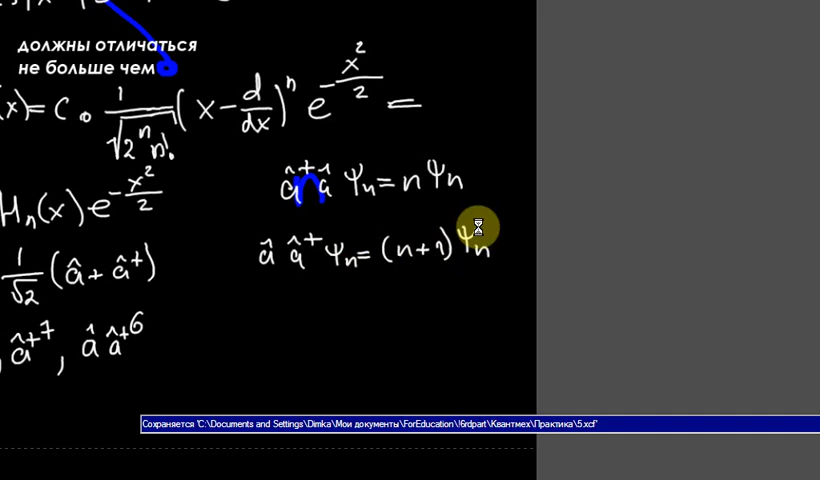 должны отличаться
не больше чем
(x) = C · 1/√(2ⁿ n!) (x − d/dx)ⁿ e^(−x²/2) =
Hₙ(x) e^(−x²/2)
â⁺â Ψₙ = n Ψₙ
n
1/√2 (â + â⁺)
â â⁺ Ψₙ = (n + 1) Ψₙ
, â⁺⁷, â â⁺⁶
Сохраняется 'C:\Documents and Settings\Dimka\Мои документы\ForEducation\!6rdpart\Квантмех\Практика\5.xcf'